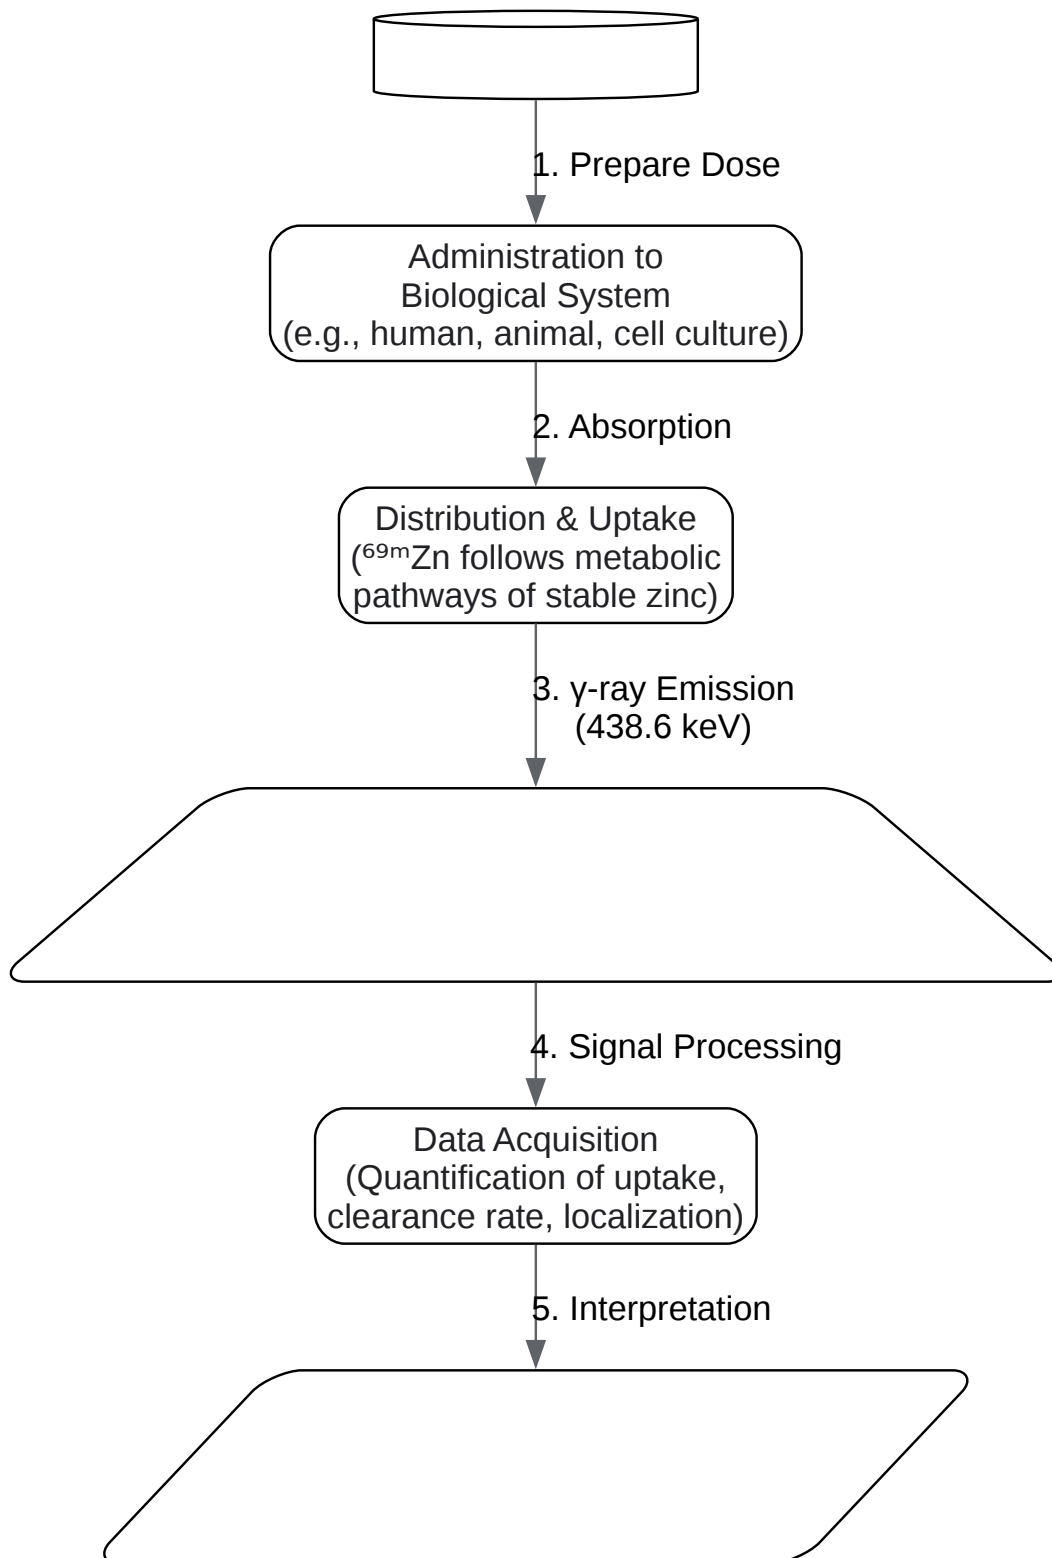 1. Prepare Dose
Administration to
Biological System
(e.g., human, animal, cell culture)
2. Absorption
Distribution & Uptake
(⁶⁹ᵐZn follows metabolic
pathways of stable zinc)
3. γ-ray Emission
(438.6 keV)
4. Signal Processing
Data Acquisition
(Quantification of uptake,
clearance rate, localization)
5. Interpretation